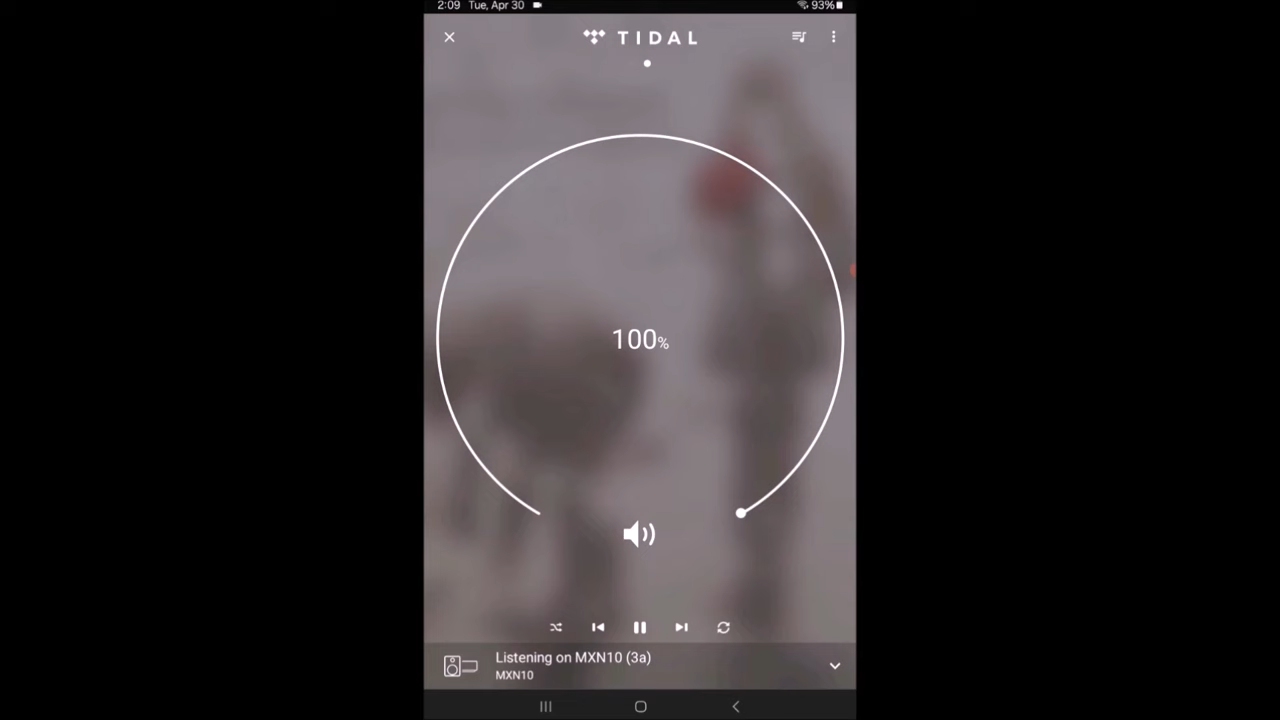 2:09 Tue, Apr 30 93%
TIDAL
100%
Listening on MXN10 (3a)
MXN10